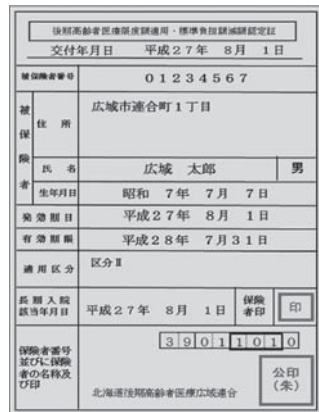 後期高齢者医療限度額適用・標準負担額減額認定証
交付年月日 平成27年 8月 1日
被保険者番号 01234567
被保険者
住所 広域市連合町1丁目
氏名 広域 太郎 男
生年月日 昭和 7年 7月 7日
発効期日 平成27年 8月 1日
有効期限 平成28年 7月31日
適用区分 区分Ⅱ
長期入院該当年月日 平成27年 8月 1日 保険者印 印
保険者番号並びに保険者の名称及び印
39011010
北海道後期高齢者医療広域連合
公印
(朱)